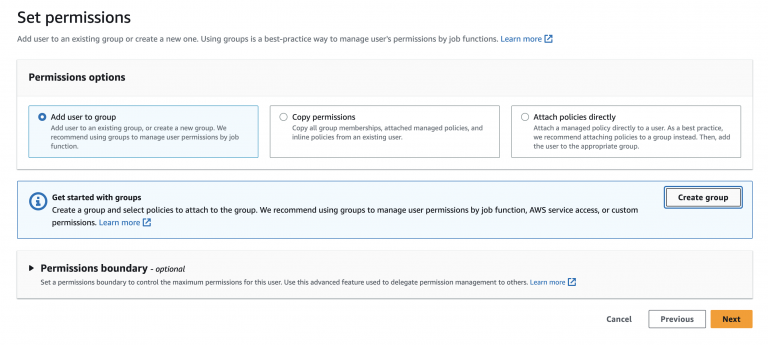 Set permissions
Add user to an existing group or create a new one. Using groups is a best-practice way to manage user's permissions by job functions. Learn more
Permissions options
Add user to group
Add user to an existing group, or create a new group. We
recommend using groups to manage user permissions by job
function.
Copy permissions
Copy all group memberships, attached managed policies, and
inline policies from an existing user.
Attach policies directly
Attach a managed policy directly to a user. As a best practice,
we recommend attaching policies to a group instead. Then, add
the user to the appropriate group.
Get started with groups
Create a group and select policies to attach to the group. We recommend using groups to manage user permissions by job function, AWS service access, or custom
permissions. Learn more
Create group
Permissions boundary - optional
Set a permissions boundary to control the maximum permissions for this user. Use this advanced feature used to delegate permission management to others. Learn more
Cancel Previous Next